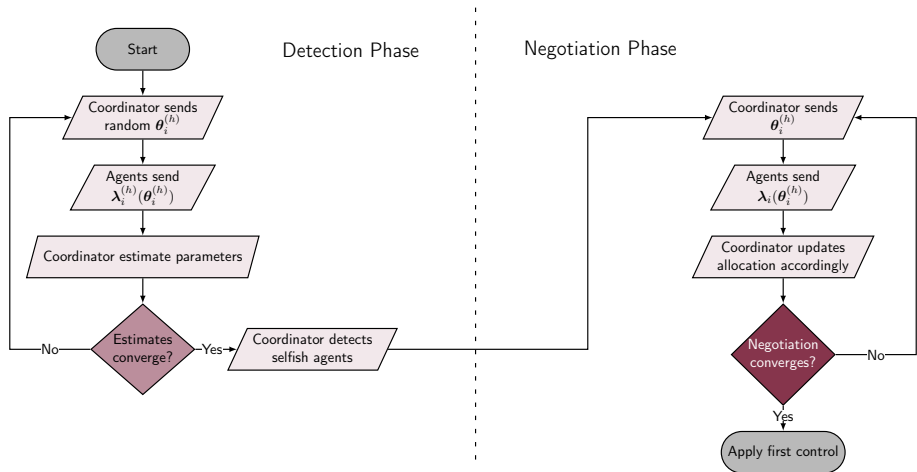 Detection Phase
Negotiation Phase
Start
Coordinator sends
random θ_i^(h)
Agents send
λ_i^(h)(θ_i^(h))
Coordinator estimate parameters
Estimates
converge?
No
Yes
Coordinator detects
selfish agents
Coordinator sends
θ_i^(h)
Agents send
λ_i(θ_i^(h))
Coordinator updates
allocation accordingly
Negotiation
converges?
No
Yes
Apply first control